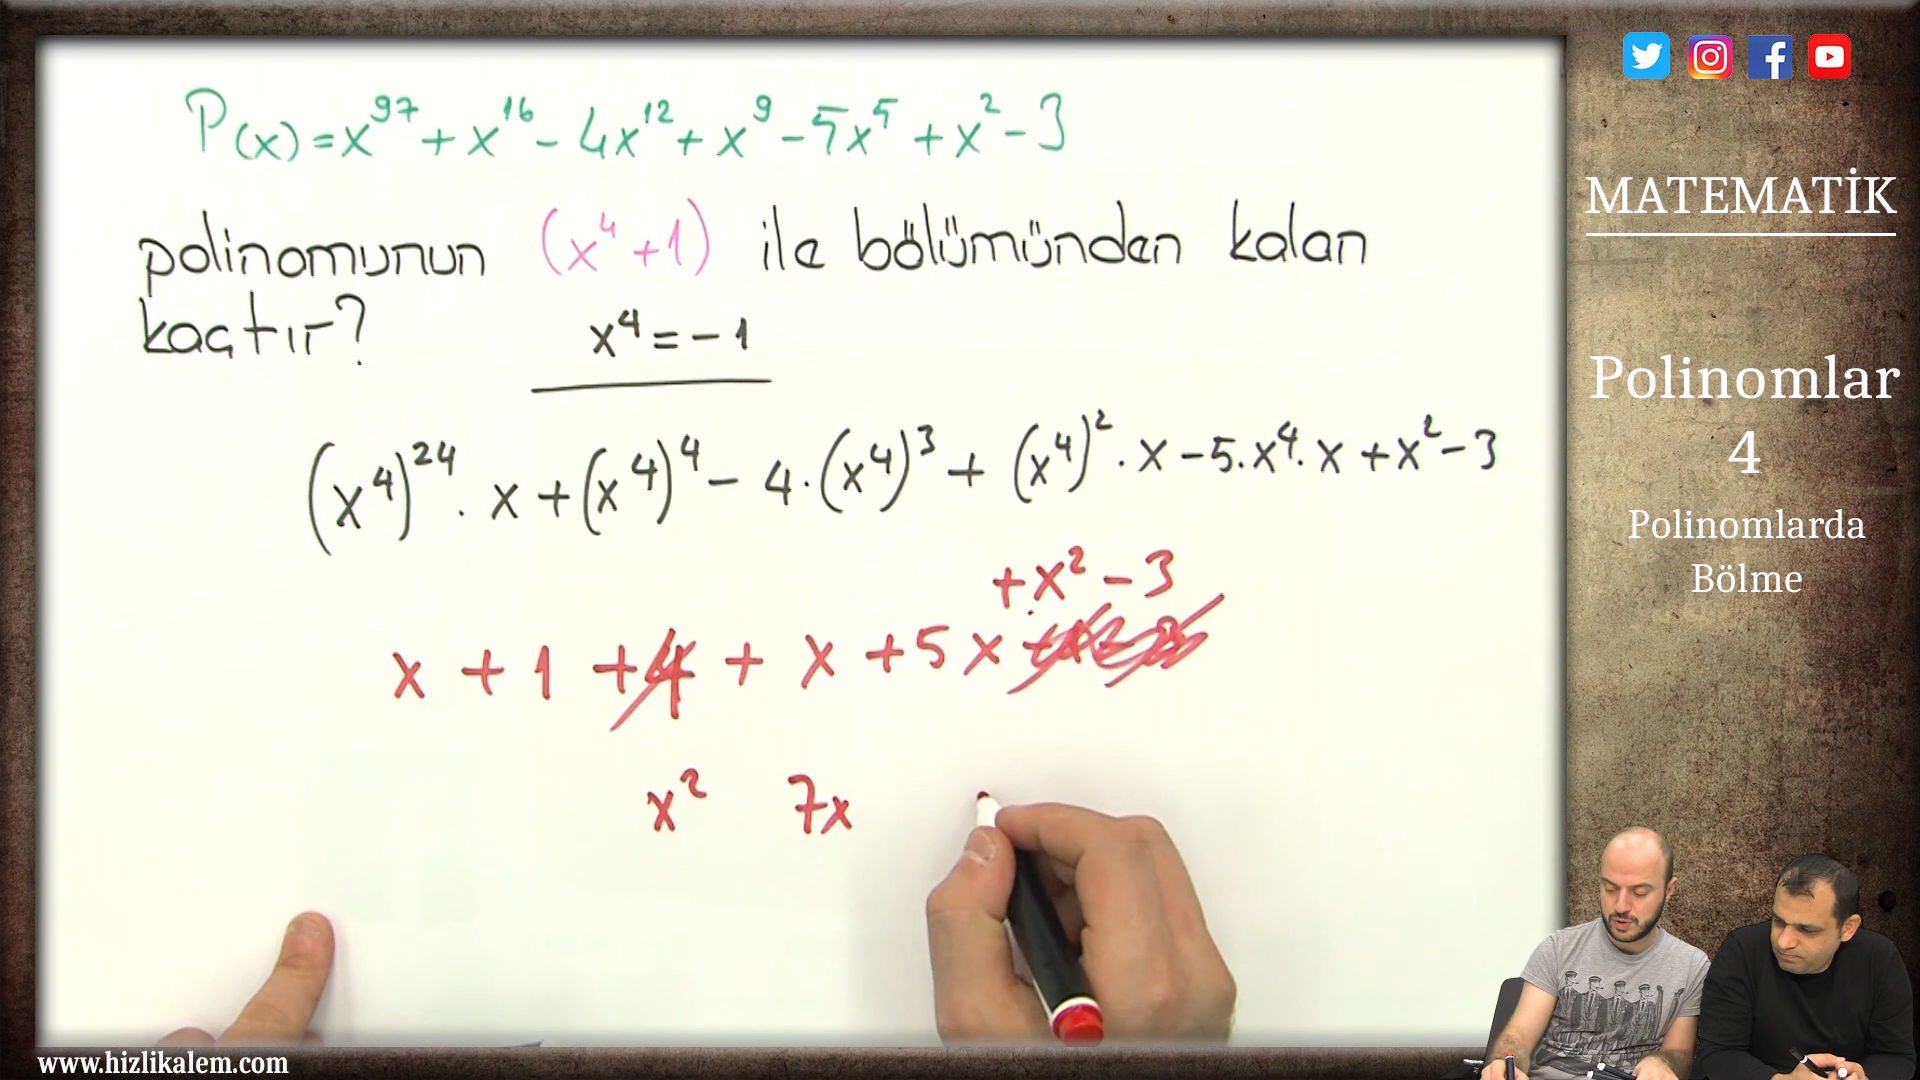 P(x) = x⁹⁷ + x¹⁶ - 4x¹² + x⁹ - 5x⁵ + x² - 3
polinomunun (x⁴ + 1) ile bölümünden kalan
kaçtır? x⁴ = - 1
(x⁴)²⁴ . x + (x⁴)⁴ - 4 . (x⁴)³ + (x⁴)² . x - 5 . x⁴ . x + x² - 3
+ x² - 3
x + 1 + 4 + x + 5x
x² 7x
MATEMATİK
Polinomlar
4
Polinomlarda
Bölme
www.hizlikalem.com